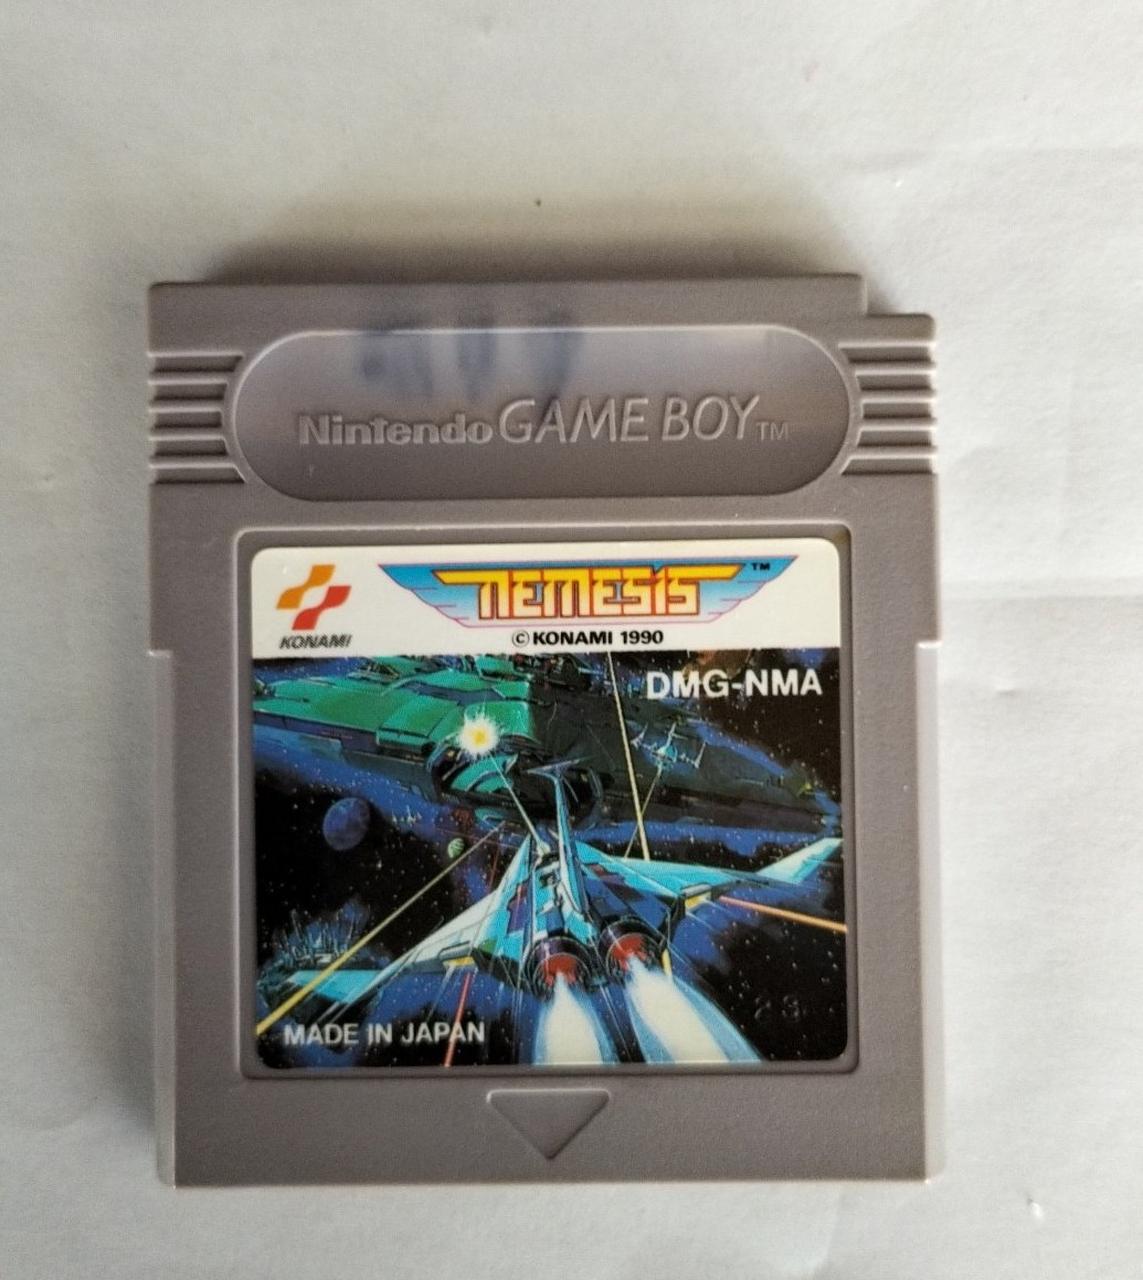 Nintendo GAME BOY TM
KONAMI
NEMESIS TM
© KONAMI 1990
DMG-NMA
MADE IN JAPAN